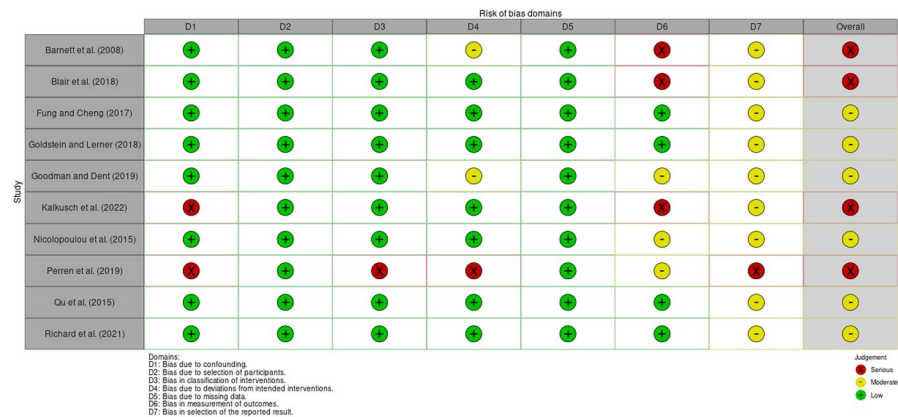 Risk of bias domains
D1 D2 D3 D4 D5 D6 D7 Overall
Study
Barnett et al. (2008) + + + - + X - X
Blair et al. (2018) + + + + + X - X
Fung and Cheng (2017) + + + + + + - -
Goldstein and Lerner (2018) + + + + + + - -
Goodman and Dent (2019) + + + - + - - -
Kalkusch et al. (2022) X + + + + X - X
Nicolopoulou et al. (2015) + + + + + - - -
Perren et al. (2019) X + X X + - X X
Qu et al. (2015) + + + + + + - -
Richard et al. (2021) + + + + + + - -
Domains:
D1: Bias due to confounding.
D2: Bias due to selection of participants.
D3: Bias in classification of interventions.
D4: Bias due to deviations from intended interventions.
D5: Bias due to missing data.
D6: Bias in measurement of outcomes.
D7: Bias in selection of the reported result.
Judgement
X Serious
- Moderate
+ Low